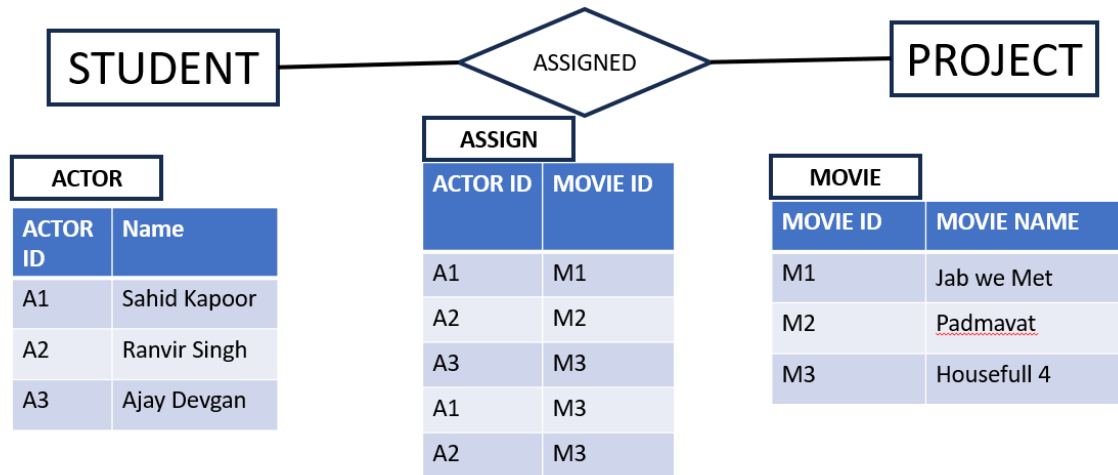 STUDENT
ASSIGNED
PROJECT
ACTOR
ACTOR ID Name
A1 Sahid Kapoor
A2 Ranvir Singh
A3 Ajay Devgan
ASSIGN
ACTOR ID MOVIE ID
A1 M1
A2 M2
A3 M3
A1 M3
A2 M3
MOVIE
MOVIE ID MOVIE NAME
M1 Jab we Met
M2 Padmavat
M3 Housefull 4